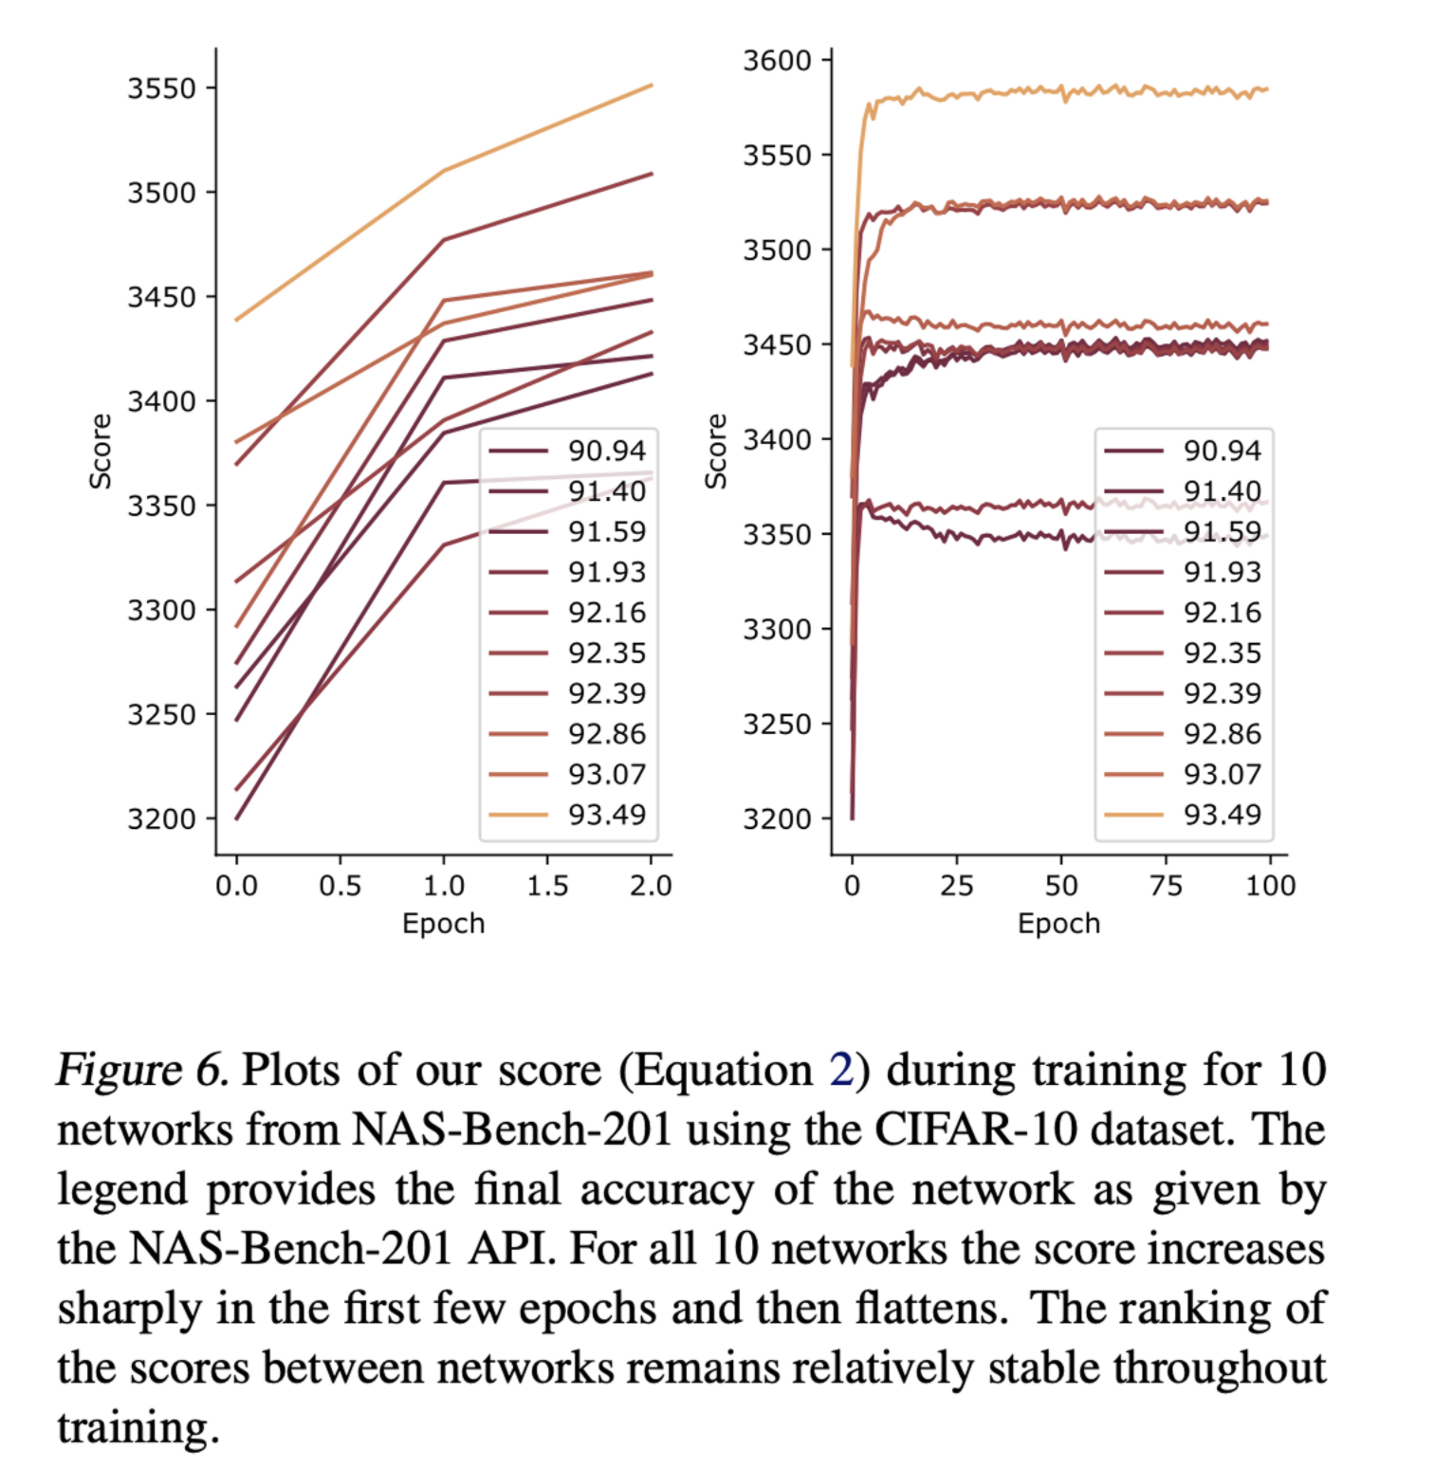 3550
3500
3450
3400
3350
3300
3250
3200
Score
0.0 0.5 1.0 1.5 2.0
Epoch
90.94
91.40
91.59
91.93
92.16
92.35
92.39
92.86
93.07
93.49
3600
3550
3500
3450
3400
3350
3300
3250
3200
Score
0 25 50 75 100
Epoch
90.94
91.40
91.59
91.93
92.16
92.35
92.39
92.86
93.07
93.49
Figure 6. Plots of our score (Equation 2) during training for 10
networks from NAS-Bench-201 using the CIFAR-10 dataset. The
legend provides the final accuracy of the network as given by
the NAS-Bench-201 API. For all 10 networks the score increases
sharply in the first few epochs and then flattens. The ranking of
the scores between networks remains relatively stable throughout
training.